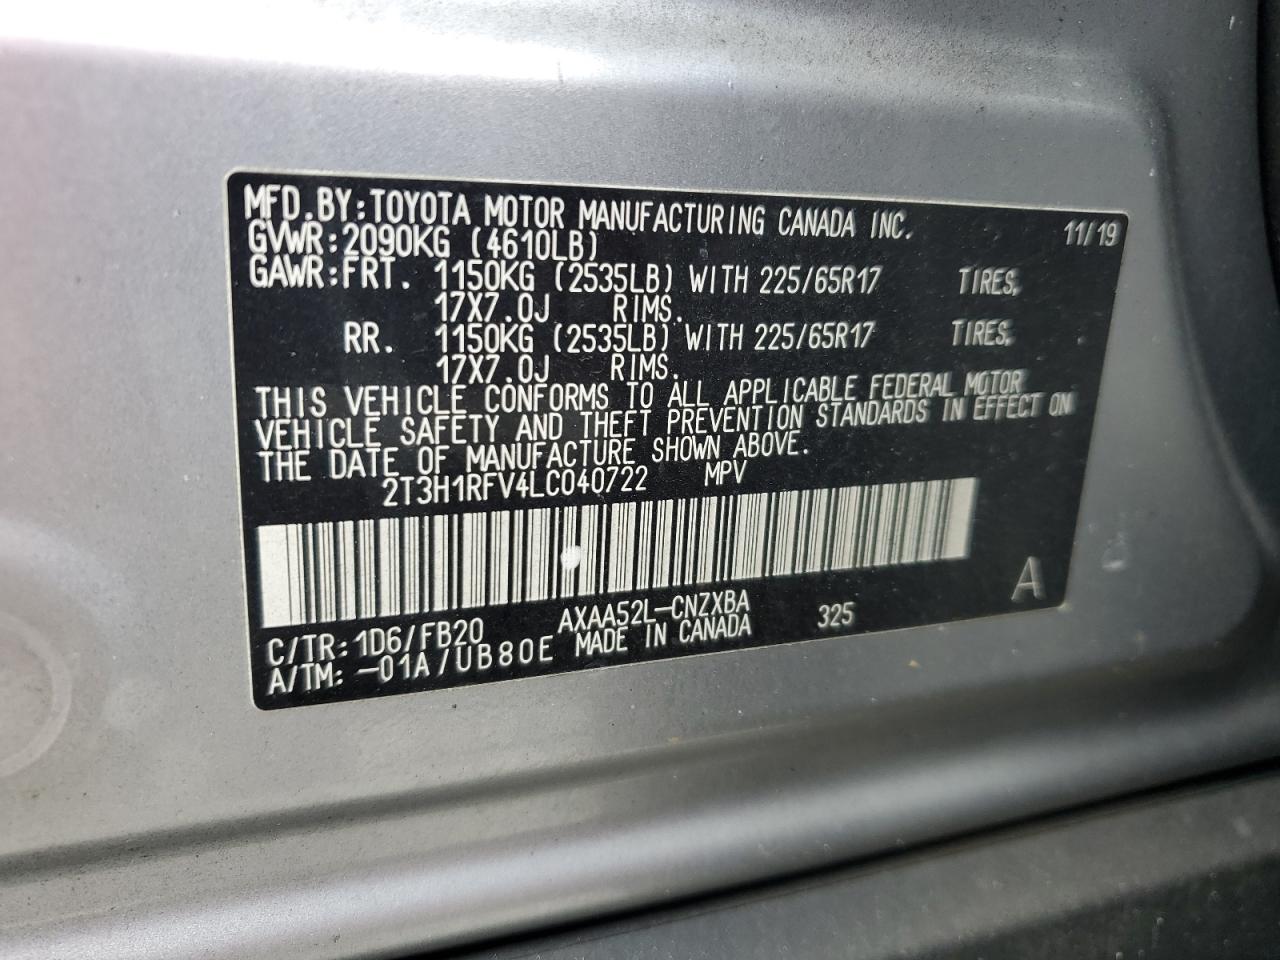 MFD.BY:TOYOTA MOTOR MANUFACTURING CANADA INC. 11/19
GVWR:2090KG (4610LB)
GAWR:FRT. 1150KG (2535LB) WITH 225/65R17 TIRES,
17X7.0J RIMS.
RR. 1150KG (2535LB) WITH 225/65R17 TIRES,
17X7.0J RIMS.
THIS VEHICLE CONFORMS TO ALL APPLICABLE FEDERAL MOTOR
VEHICLE SAFETY AND THEFT PREVENTION STANDARDS IN EFFECT ON
THE DATE OF MANUFACTURE SHOWN ABOVE.
2T3H1RFV4LC040722 MPV
A
C/TR:1D6/FB20 AXAA52L-CNZXBA 325
A/TM:-01A/UB80E MADE IN CANADA